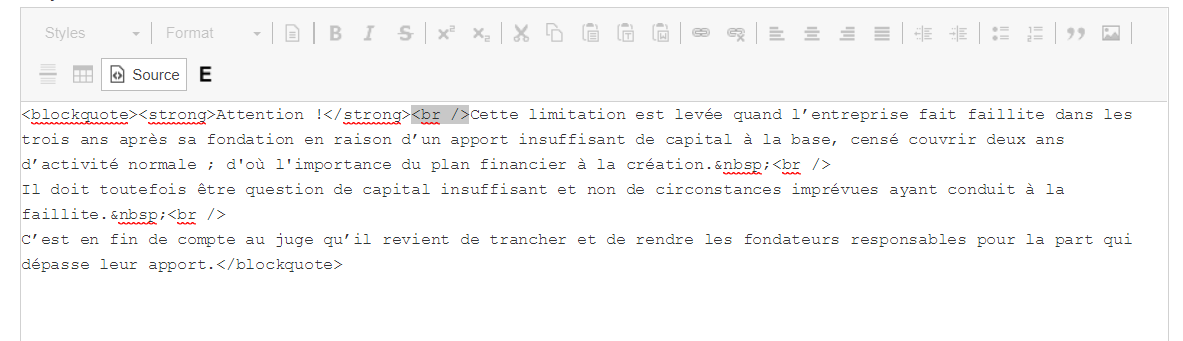 Styles Format B I S x² x₂
Source E
<blockquote><strong>Attention !</strong><br />Cette limitation est levée quand l’entreprise fait faillite dans les
trois ans après sa fondation en raison d’un apport insuffisant de capital à la base, censé couvrir deux ans
d’activité normale ; d'où l'importance du plan financier à la création.&nbsp;<br />
Il doit toutefois être question de capital insuffisant et non de circonstances imprévues ayant conduit à la
faillite.&nbsp;<br />
C’est en fin de compte au juge qu’il revient de trancher et de rendre les fondateurs responsables pour la part qui
dépasse leur apport.</blockquote>